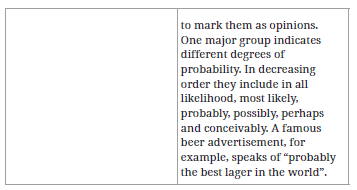 to mark them as opinions.
One major group indicates
different degrees of
probability. In decreasing
order they include in all
likelihood, most likely,
probably, possibly, perhaps
and conceivably. A famous
beer advertisement, for
example, speaks of “probably
the best lager in the world”.